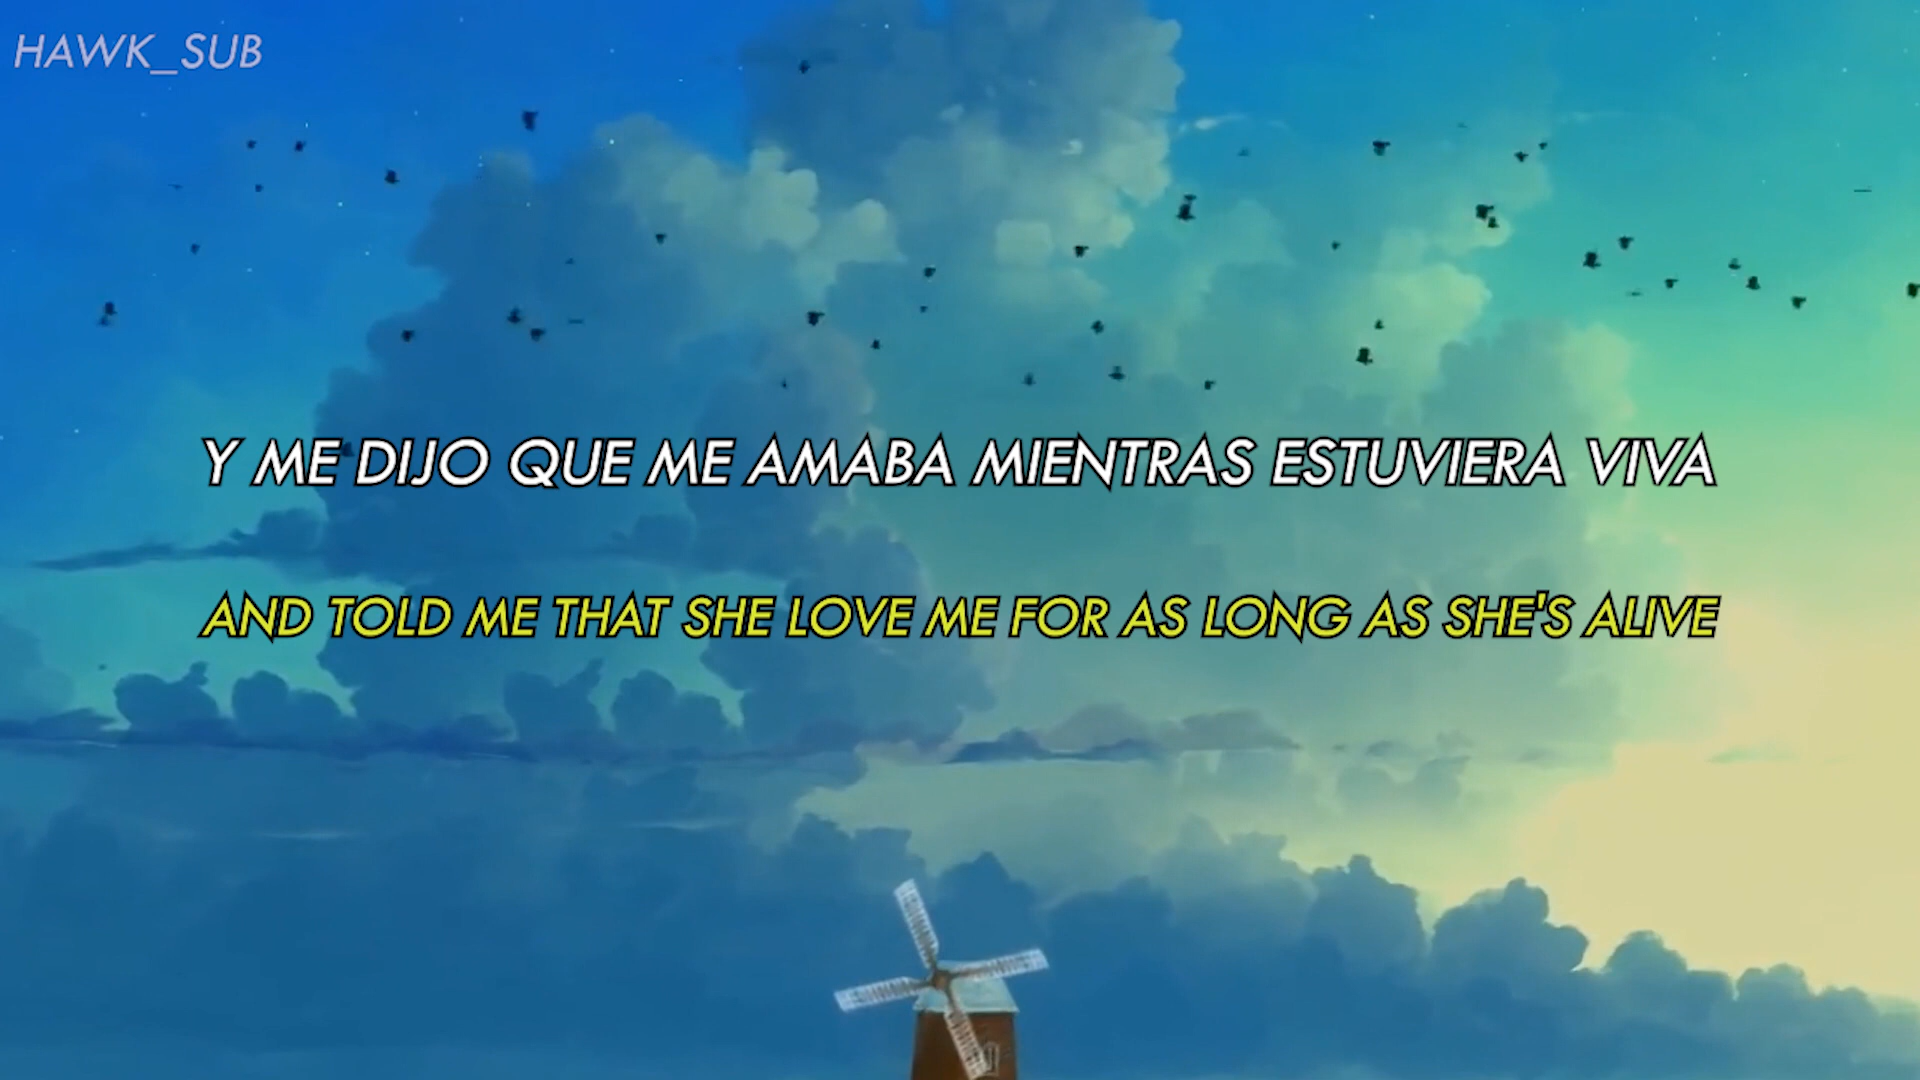 HAWK_SUB
Y ME DIJO QUE ME AMABA MIENTRAS ESTUVIERA VIVA
AND TOLD ME THAT SHE LOVE ME FOR AS LONG AS SHE'S ALIVE